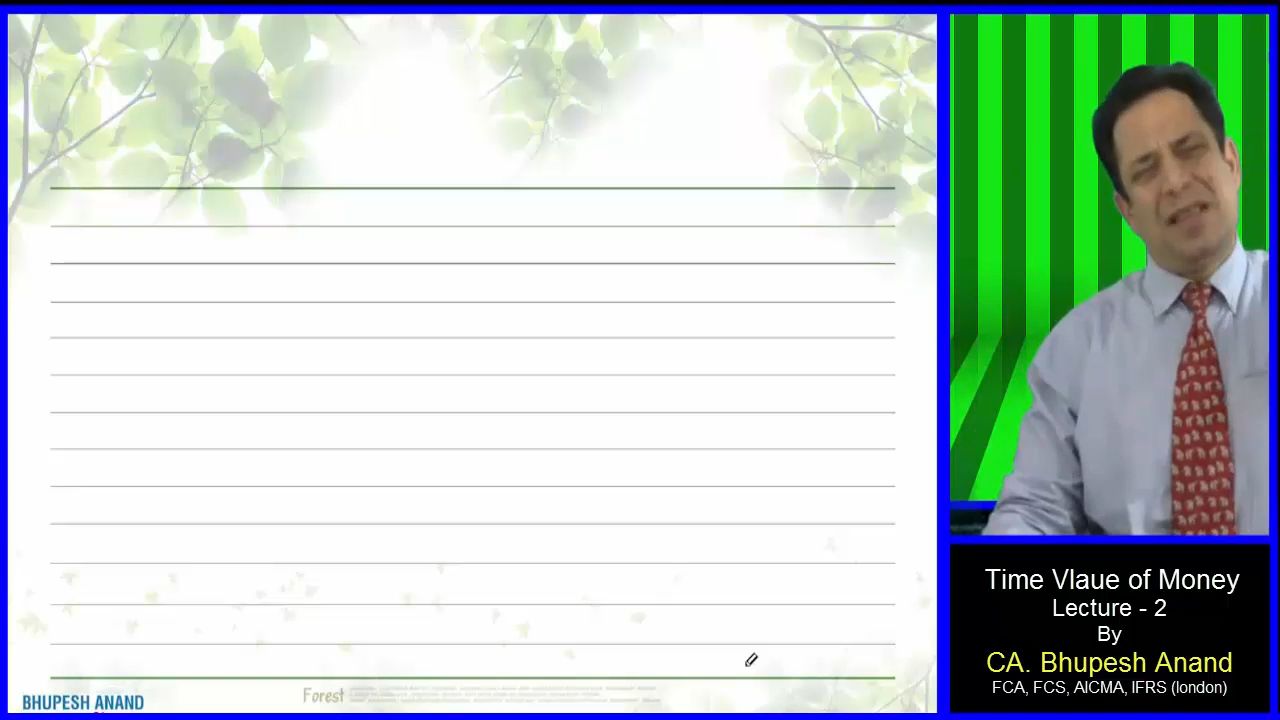 BHUPESH ANAND
Forest
Time Vlaue of Money
Lecture - 2
By
CA. Bhupesh Anand
FCA, FCS, AICMA, IFRS (london)